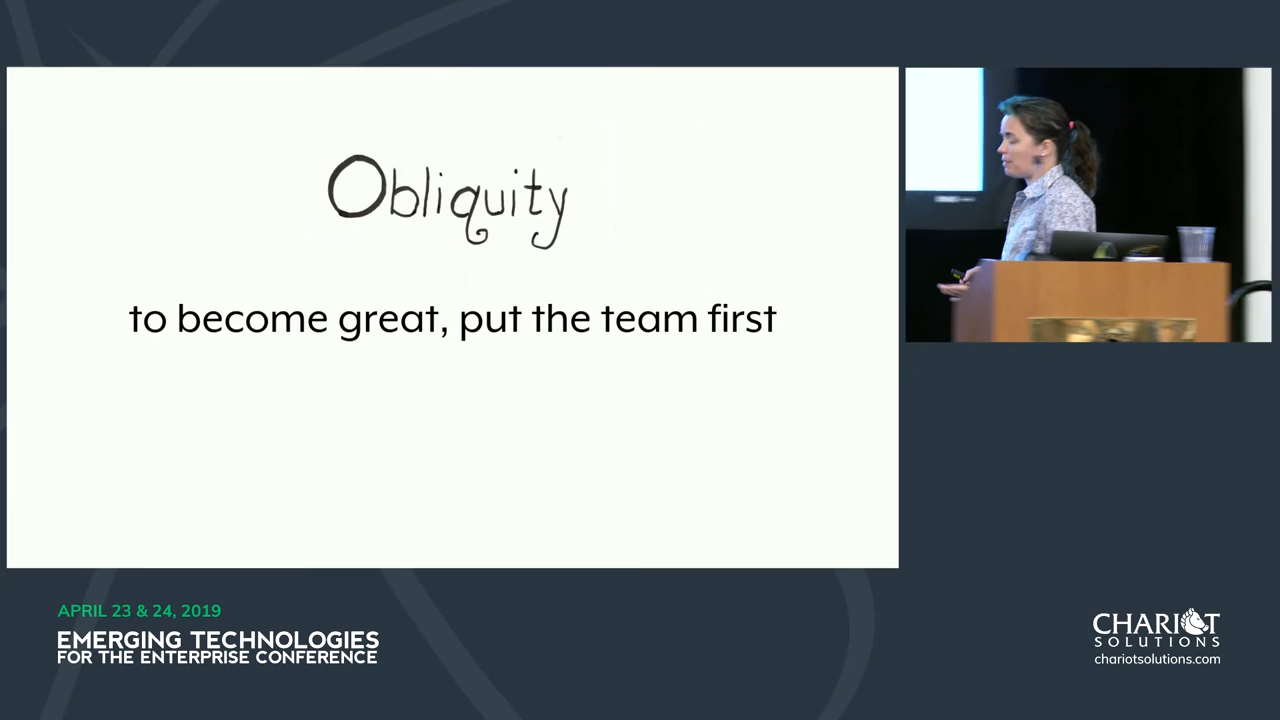 Obliquity
to become great, put the team first
APRIL 23 & 24, 2019
EMERGING TECHNOLOGIES
FOR THE ENTERPRISE CONFERENCE
CHARIOT
SOLUTIONS
chariotsolutions.com